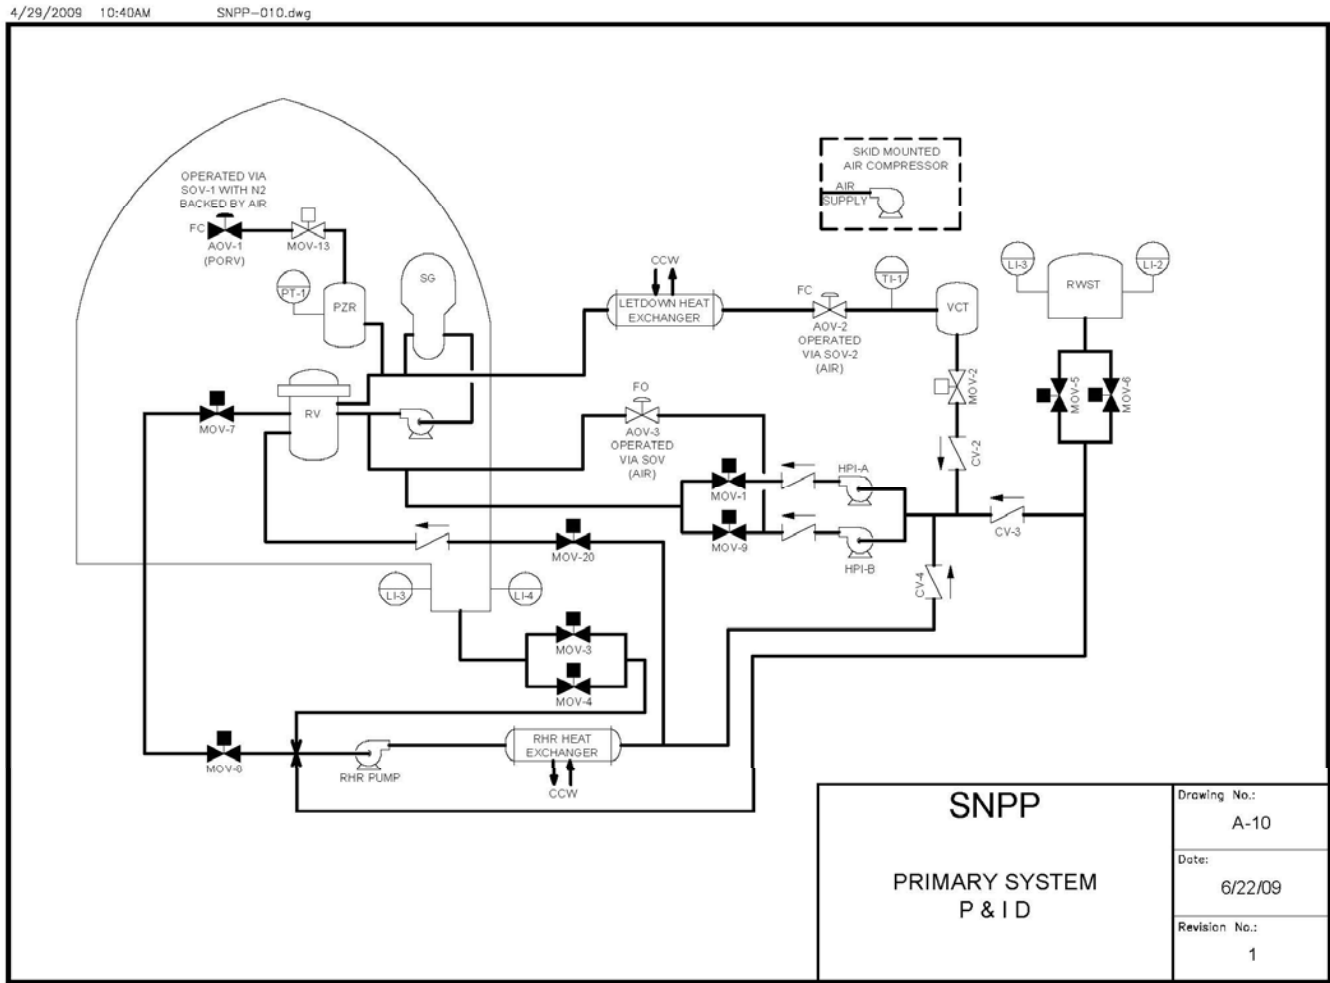 4/29/2009 10:40AM SNPP-010.dwg
SKID MOUNTED
AIR COMPRESSOR
AIR
SUPPLY
OPERATED VIA
SOV-1 WITH N2
BACKED BY AIR
FC
AOV-1
(PORV)
MOV-13
PT-1
PZR
SG
CCW
LETDOWN HEAT
EXCHANGER
FC
AOV-2
OPERATED
VIA SOV-2
(AIR)
TI-1
VCT
LI-3
RWST
LI-2
MOV-2
MOV-5
MOV-6
RV
MOV-7
FO
AOV-3
OPERATED
VIA SOV
(AIR)
CV-2
HPI-A
MOV-1
MOV-9
HPI-B
CV-3
CV-4
MOV-20
LI-3
LI-4
MOV-3
MOV-4
RHR HEAT
EXCHANGER
CCW
RHR PUMP
SNPP
PRIMARY SYSTEM
P & I D
Drawing No.:
A-10
Date:
6/22/09
Revision No.:
1